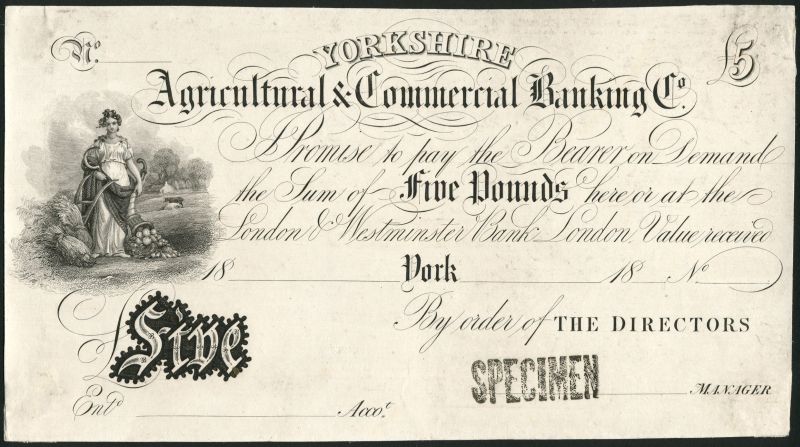 No.
YORKSHIRE
£5
Agricultural & Commercial Banking Co.
I Promise to pay the Bearer on Demand
the Sum of Five Pounds here or at the
London & Westminster Bank London, Value received
18 York 18 No
By order of THE DIRECTORS
£Five
SPECIMEN
MANAGER
Entd. Acco.t